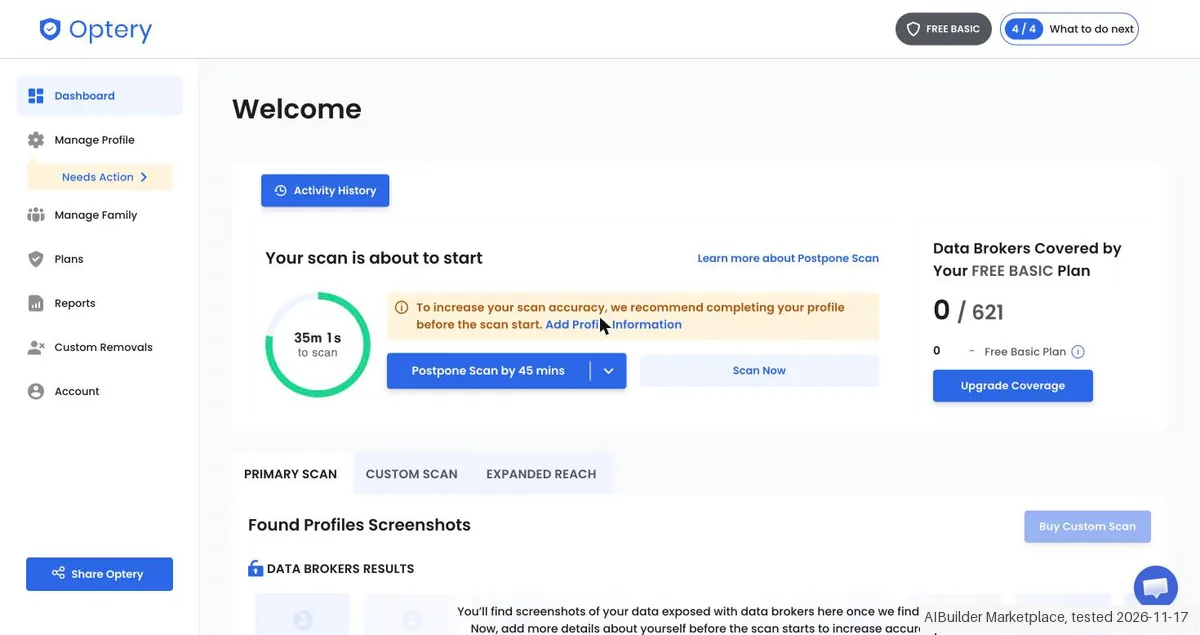 Optery
FREE BASIC
4 / 4 What to do next
Dashboard
Manage Profile
Needs Action
Manage Family
Plans
Reports
Custom Removals
Account
Share Optery
Welcome
Activity History
Your scan is about to start
Learn more about Postpone Scan
35m 1s
to scan
To increase your scan accuracy, we recommend completing your profile
before the scan start. Add Profile Information
Postpone Scan by 45 mins
Scan Now
Data Brokers Covered by
Your FREE BASIC Plan
0 / 621
0 - Free Basic Plan
Upgrade Coverage
PRIMARY SCAN CUSTOM SCAN EXPANDED REACH
Found Profiles Screenshots
Buy Custom Scan
DATA BROKERS RESULTS
You'll find screenshots of your data exposed with data brokers here once we find
Now, add more details about yourself before the scan starts to increase
AIBuilder Marketplace, tested 2026-11-17